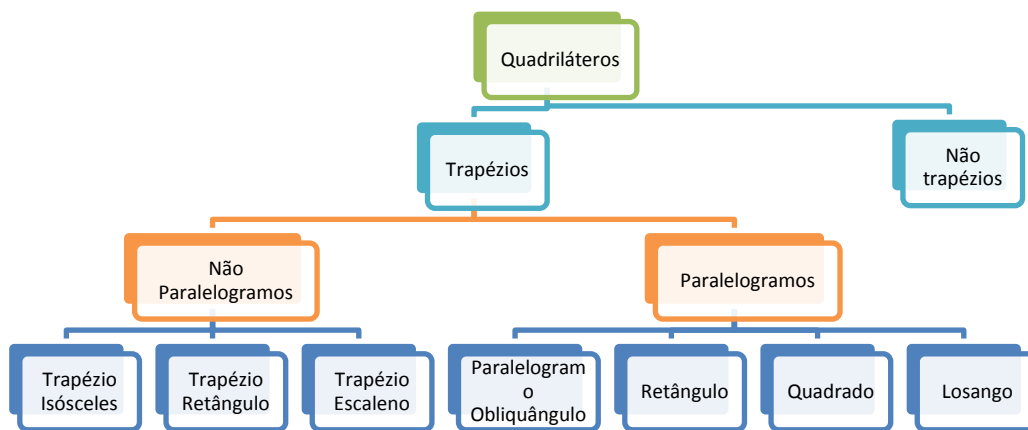 Quadriláteros
Trapézios
Não
trapézios
Não
Paralelogramos
Paralelogramos
Trapézio
Isósceles
Trapézio
Retângulo
Trapézio
Escaleno
Paralelogram
o
Obliquângulo
Retângulo
Quadrado
Losango